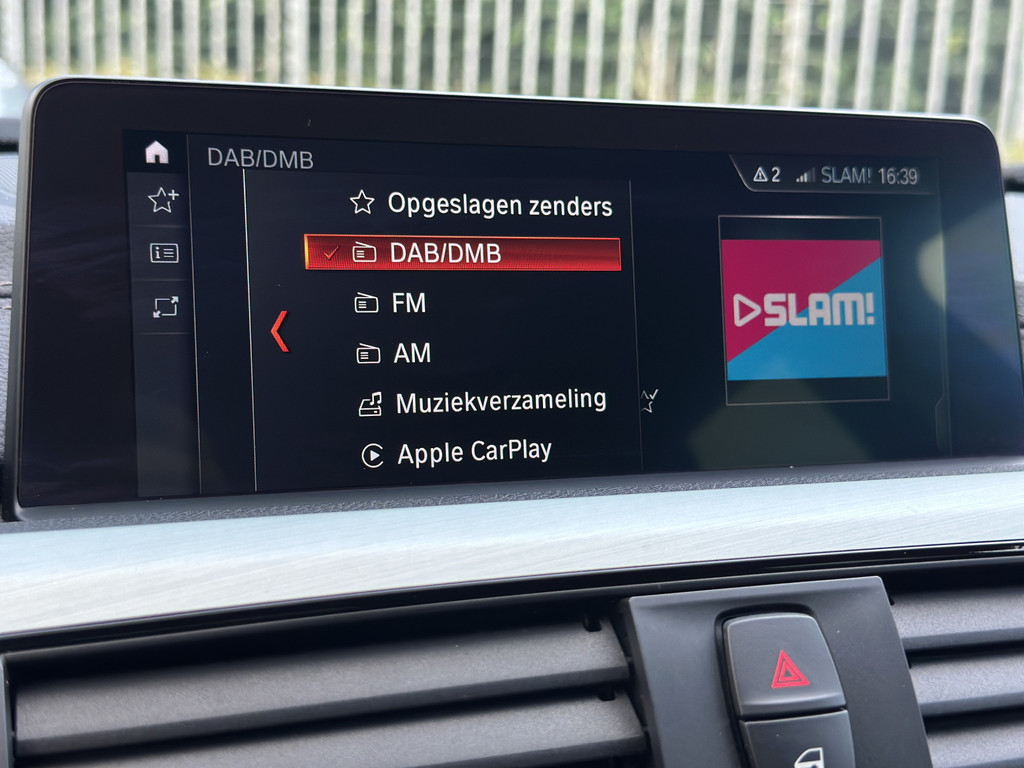 DAB/DMB
2 SLAM! 16:39
Opgeslagen zenders
DAB/DMB
FM
AM
Muziekverzameling
Apple CarPlay
SLAM!